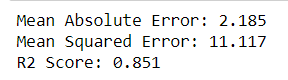 Mean Absolute Error: 2.185
Mean Squared Error: 11.117
R2 Score: 0.851